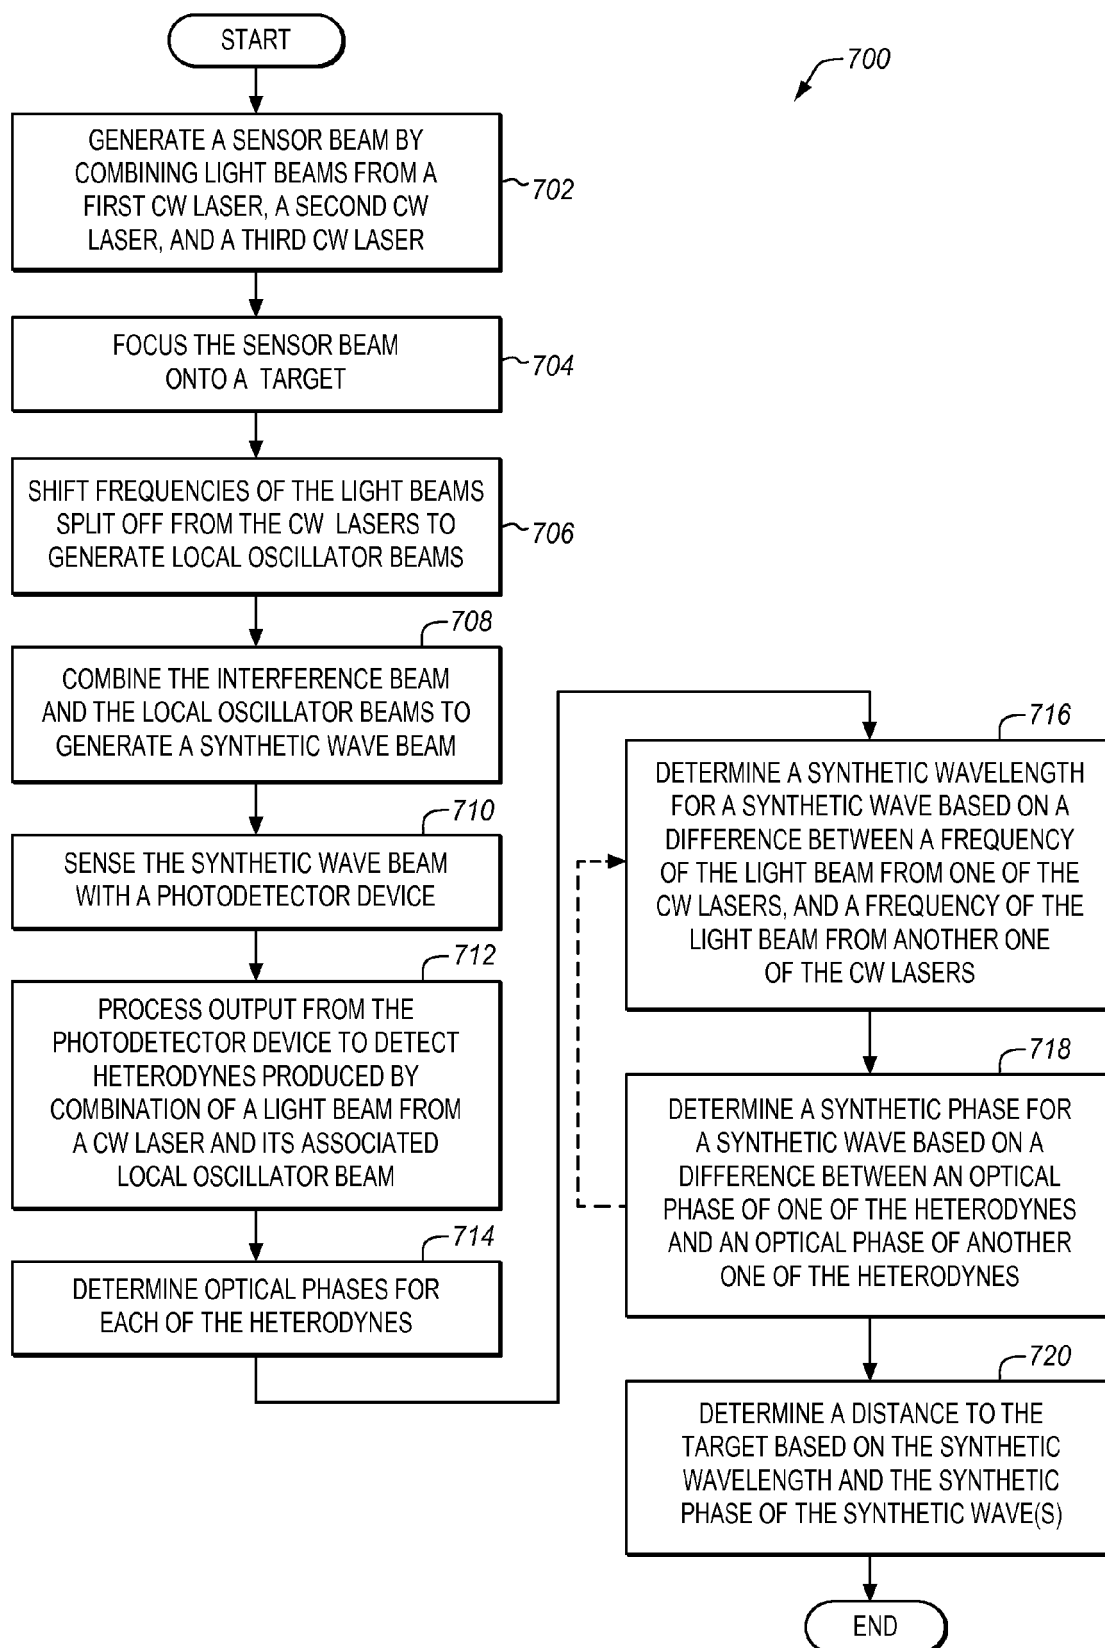 START
700
GENERATE A SENSOR BEAM BY
COMBINING LIGHT BEAMS FROM A
FIRST CW LASER, A SECOND CW
LASER, AND A THIRD CW LASER
702
FOCUS THE SENSOR BEAM
ONTO A TARGET
704
SHIFT FREQUENCIES OF THE LIGHT BEAMS
SPLIT OFF FROM THE CW LASERS TO
GENERATE LOCAL OSCILLATOR BEAMS
706
708
COMBINE THE INTERFERENCE BEAM
AND THE LOCAL OSCILLATOR BEAMS TO
GENERATE A SYNTHETIC WAVE BEAM
710
SENSE THE SYNTHETIC WAVE BEAM
WITH A PHOTODETECTOR DEVICE
712
PROCESS OUTPUT FROM THE
PHOTODETECTOR DEVICE TO DETECT
HETERODYNES PRODUCED BY
COMBINATION OF A LIGHT BEAM FROM
A CW LASER AND ITS ASSOCIATED
LOCAL OSCILLATOR BEAM
714
DETERMINE OPTICAL PHASES FOR
EACH OF THE HETERODYNES
716
DETERMINE A SYNTHETIC WAVELENGTH
FOR A SYNTHETIC WAVE BASED ON A
DIFFERENCE BETWEEN A FREQUENCY
OF THE LIGHT BEAM FROM ONE OF THE
CW LASERS, AND A FREQUENCY OF THE
LIGHT BEAM FROM ANOTHER ONE
OF THE CW LASERS
718
DETERMINE A SYNTHETIC PHASE FOR
A SYNTHETIC WAVE BASED ON A
DIFFERENCE BETWEEN AN OPTICAL
PHASE OF ONE OF THE HETERODYNES
AND AN OPTICAL PHASE OF ANOTHER
ONE OF THE HETERODYNES
720
DETERMINE A DISTANCE TO THE
TARGET BASED ON THE SYNTHETIC
WAVELENGTH AND THE SYNTHETIC
PHASE OF THE SYNTHETIC WAVE(S)
END